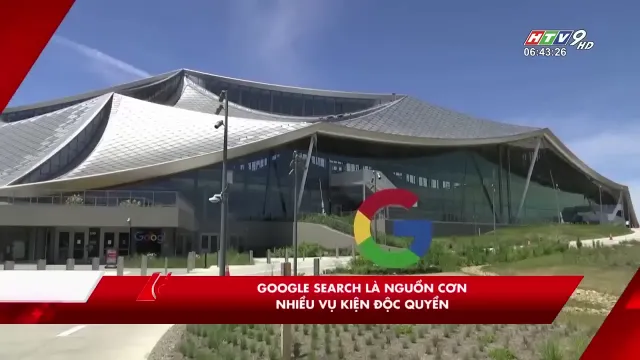 HTV9 HD
06:43:26
Google
GOOGLE SEARCH LÀ NGUỒN CƠN
NHIỀU VỤ KIỆN ĐỘC QUYỀN